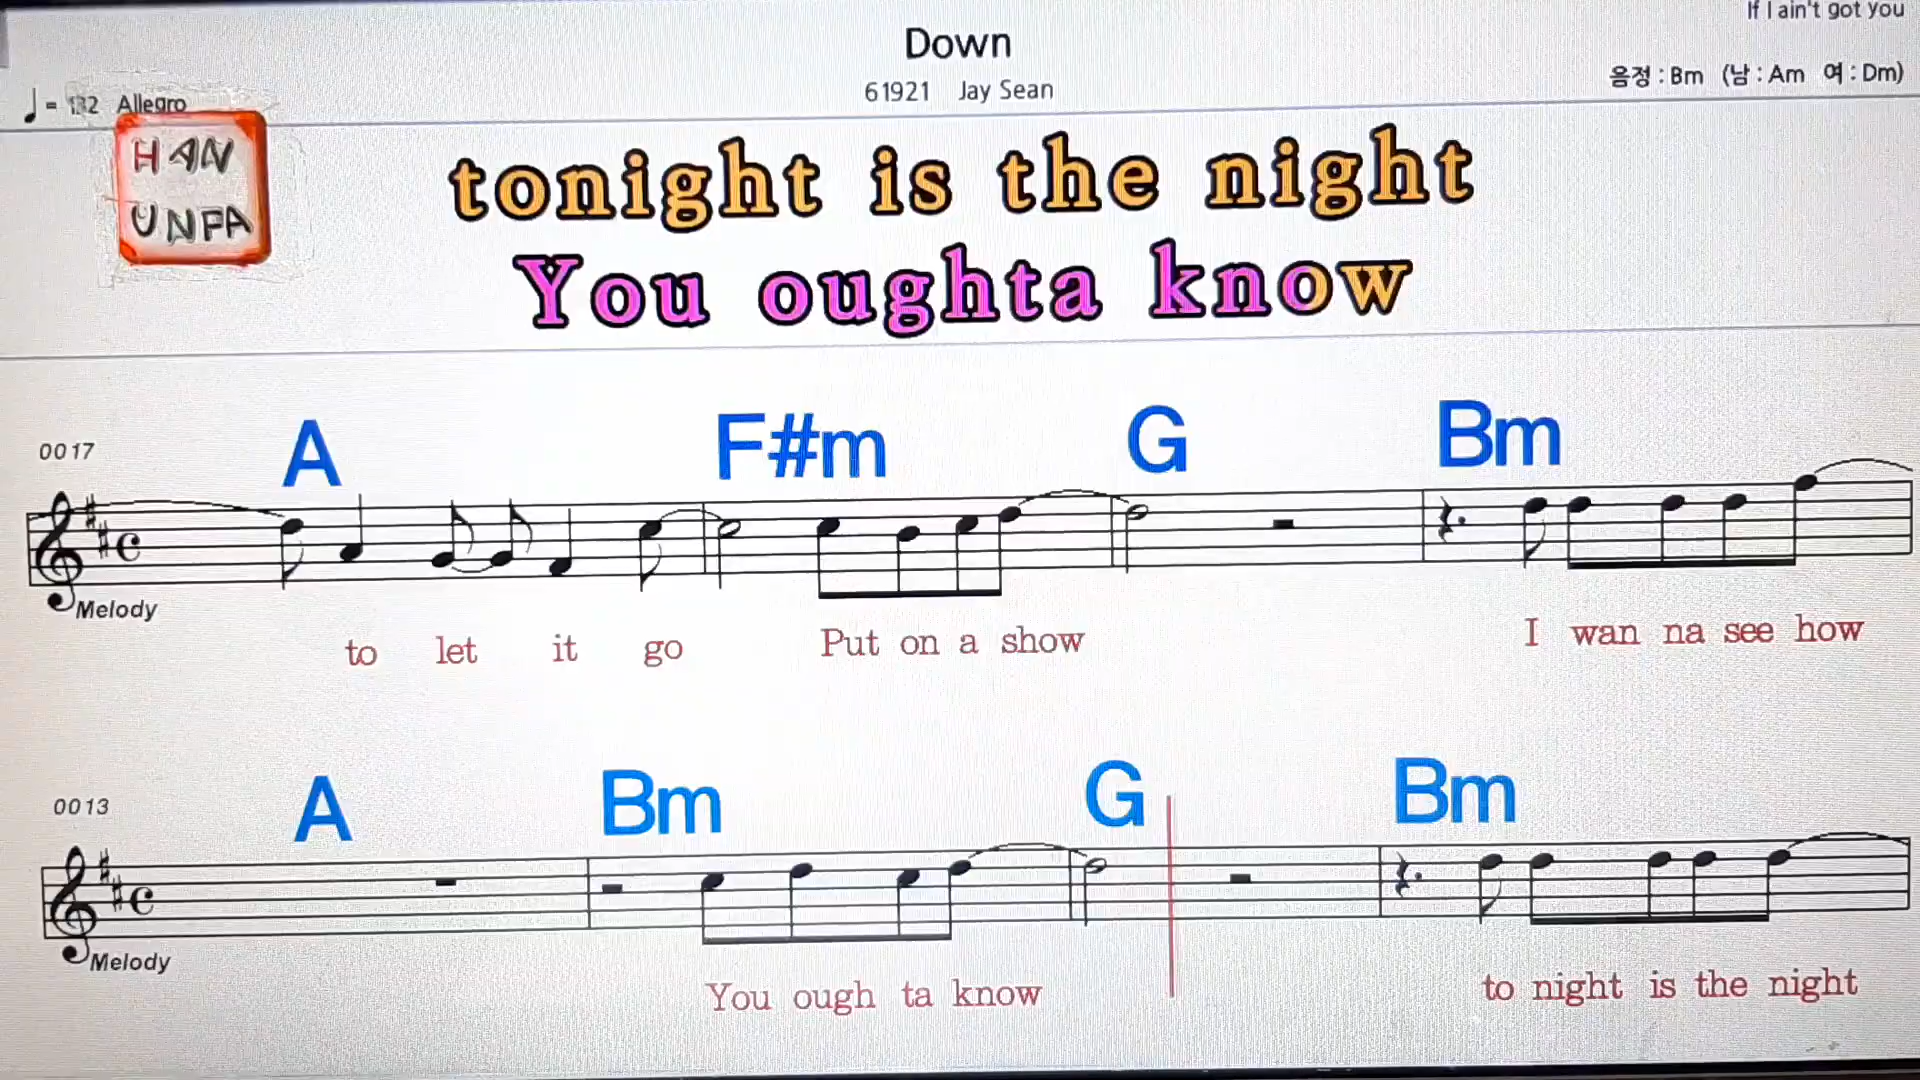 If I ain't got you
Down
61921 Jay Sean
음정 : Bm (남 : Am 여 : Dm)
♩ = 132 Allegro
HAN
UNFA
tonight is the night
You oughta know
0017
A F#m G Bm
Melody
to let it go Put on a show I wan na see how
0013
A Bm G Bm
Melody
You ough ta know to night is the night